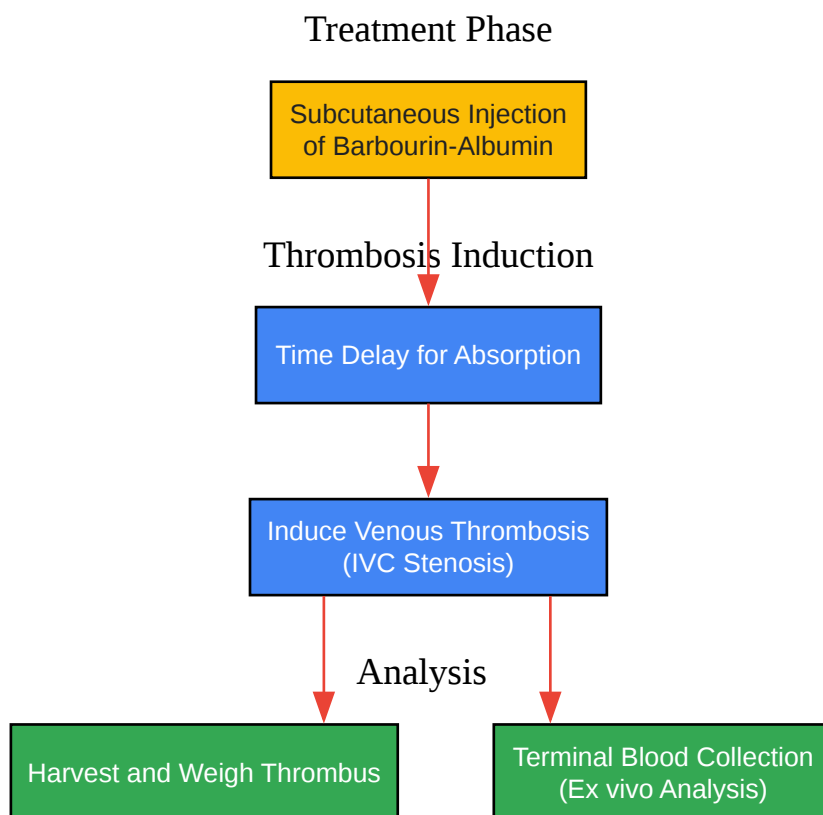 Treatment Phase
Subcutaneous Injection
of Barbourin-Albumin
Thrombosis Induction
Time Delay for Absorption
Induce Venous Thrombosis
(IVC Stenosis)
Analysis
Harvest and Weigh Thrombus
Terminal Blood Collection
(Ex vivo Analysis)